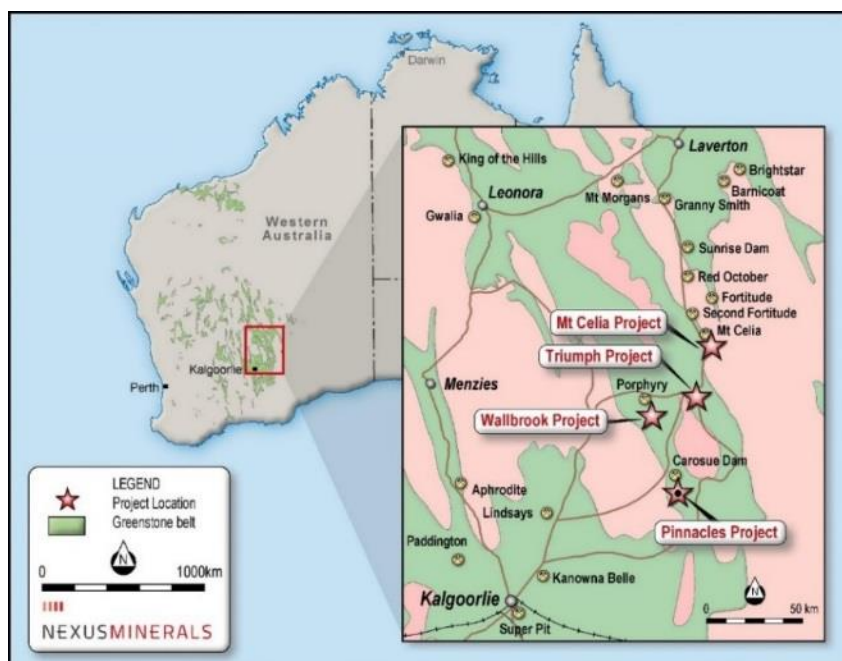 Darwin
Western
Australia
Kalgoorlie
Perth
LEGEND
Project Location
Greenstone belt
N
0 1000km
NEXUSMINERALS
Laverton
King of the Hills
Brightstar
Mt Morgans
Barnicoat
Leonora
Granny Smith
Gwalia
Sunrise Dam
Red October
Fortitude
Second Fortitude
Mt Celia Project
Mt Celia
Triumph Project
Menzies
Porphyry
Wallbrook Project
Carosue Dam
Aphrodite
Lindsays
Pinnacles Project
Paddington
Kanowna Belle
N
Kalgoorlie
0 50 km
Super Pit